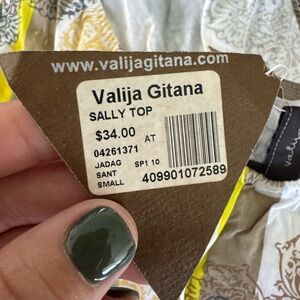 www.valijagitana.com
Valija Gitana
SALLY TOP
$34.00 AT
04261371
JADAG SP1 10
SANT
SMALL 409901072589